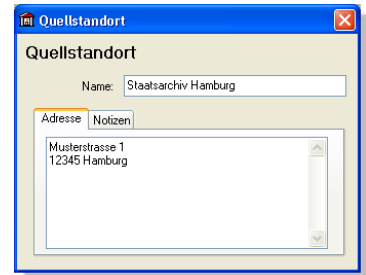 Quellstandort
Quellstandort
Name: Staatsarchiv Hamburg
Adresse Notizen
Musterstrasse 1
12345 Hamburg